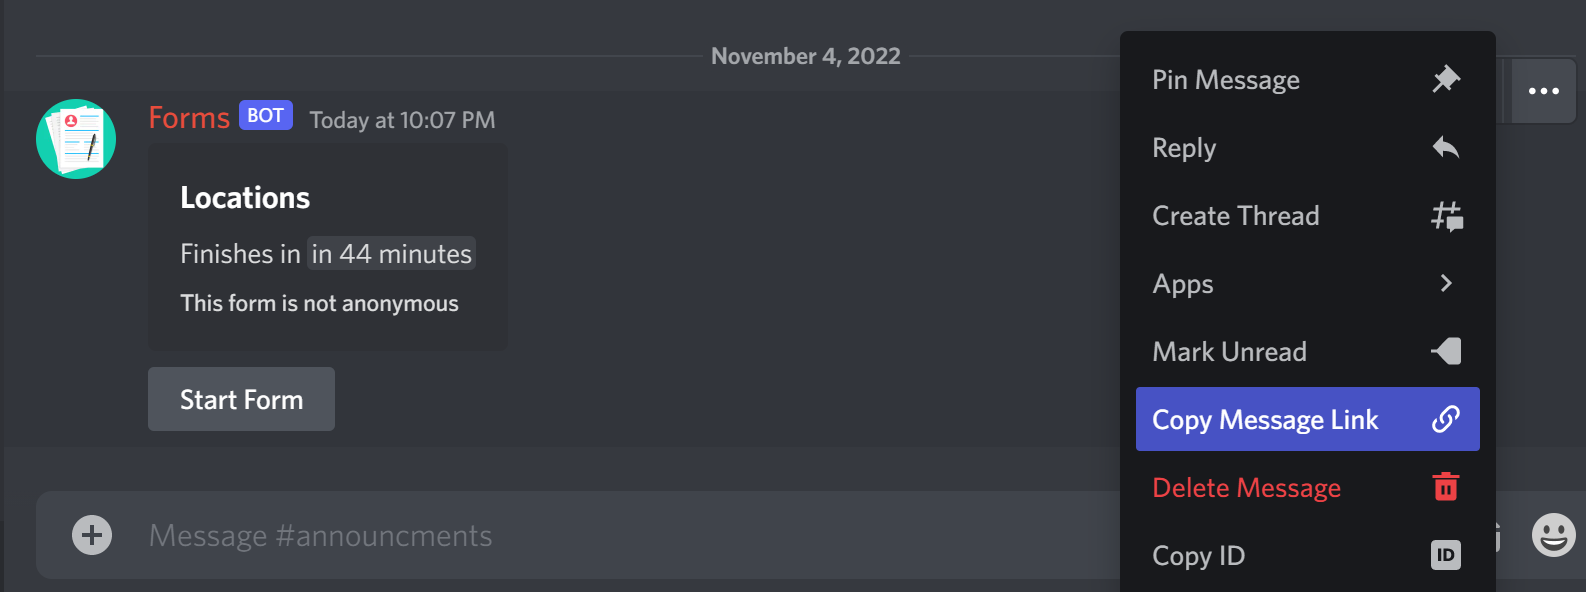 November 4, 2022
Forms BOT Today at 10:07 PM
Locations
Finishes in in 44 minutes
This form is not anonymous
Start Form
Message #announcments
Pin Message
Reply
Create Thread
Apps
Mark Unread
Copy Message Link
Delete Message
Copy ID ID